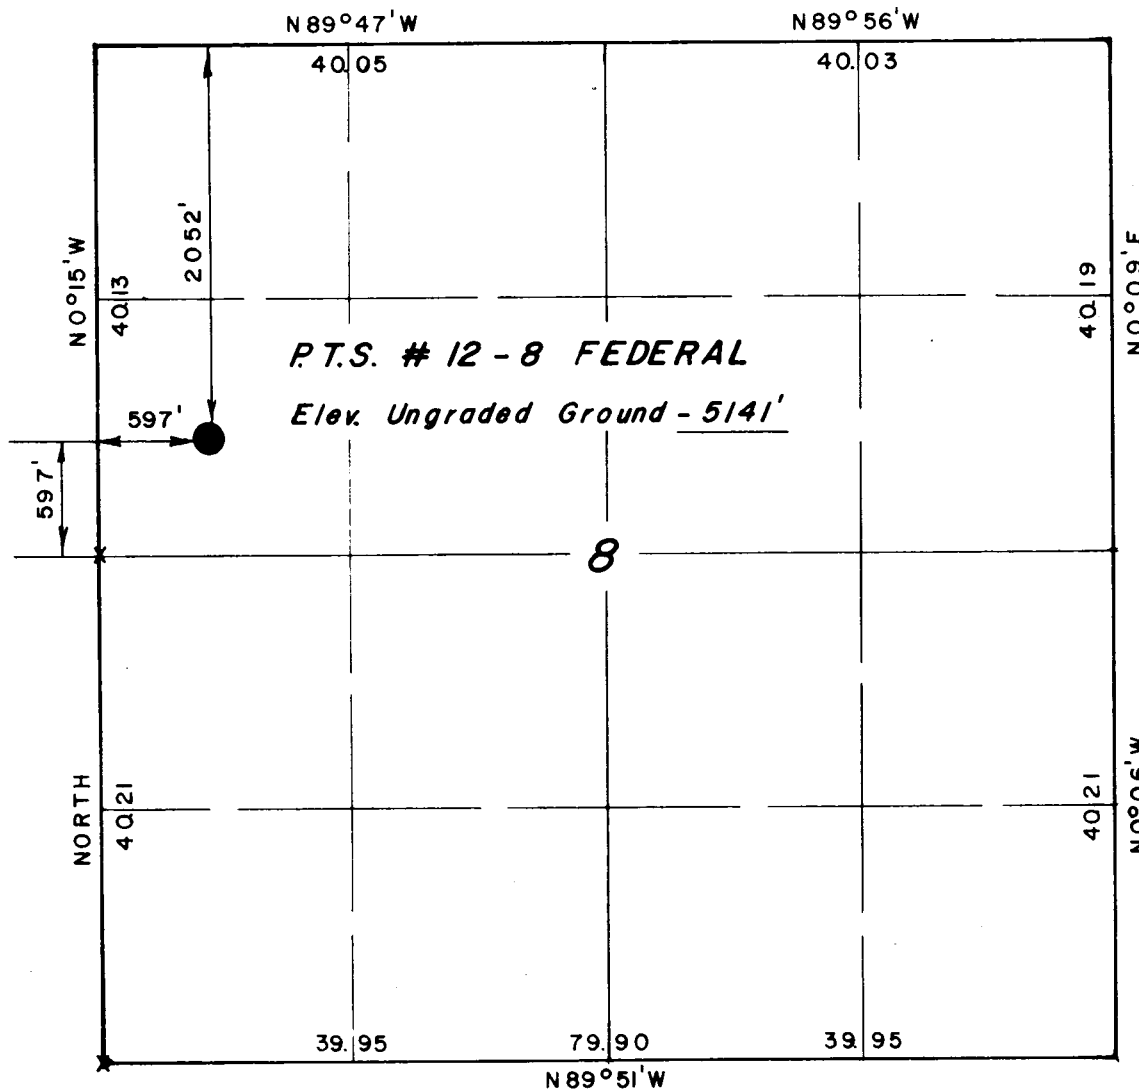 N89°47'W
N89°56'W
40.05
40.03
2052'
N0°15'W
40.13
40.19
N0°09'E
P.T.S. # 12-8 FEDERAL
Elev. Ungraded Ground - 5141'
597'
597'
8
NORTH
40.21
40.21
N0°06'W
39.95
79.90
39.95
N89°51'W